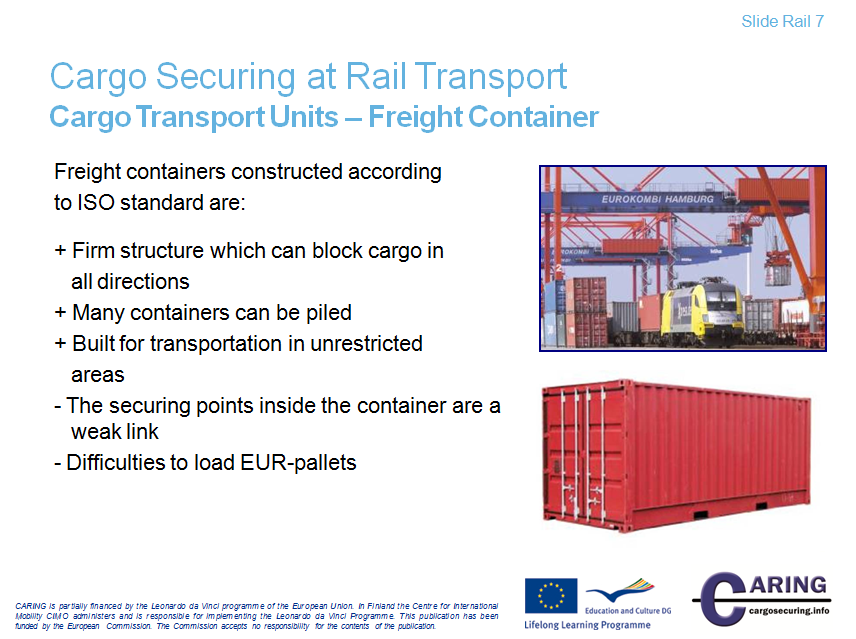 Slide Rail 7
Cargo Securing at Rail Transport
Cargo Transport Units – Freight Container
Freight containers constructed according
to ISO standard are:
+ Firm structure which can block cargo in
all directions
+ Many containers can be piled
+ Built for transportation in unrestricted
areas
- The securing points inside the container are a
weak link
- Difficulties to load EUR-pallets
EUROKOMBI HAMBURG
CARING is partially financed by the Leonardo da Vinci programme of the European Union. In Finland the Centre for International
Mobility CIMO administers and is responsible for implementing the Leonardo da Vinci Programme. This publication has been
funded by the European Commission. The Commission accepts no responsibility for the contents of the publication.
Education and Culture DG
Lifelong Learning Programme
CARING
cargosecuring.info